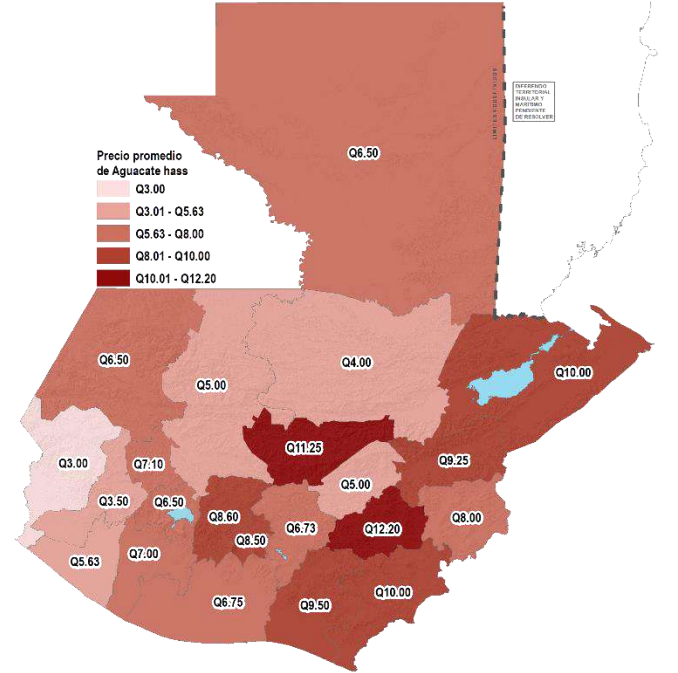 DIFERENDO
TERRITORIAL
INSULAR Y
MARÍTIMO
PENDIENTE
DE RESOLVER
Q6.50
Precio promedio
de Aguacate hass
Q3.00
Q3.01 - Q5.63
Q5.63 - Q8.00
Q8.01 - Q10.00
Q10.01 - Q12.20
Q6.50
Q5.00
Q4.00
Q10.00
Q11.25
Q3.00
Q7.10
Q9.25
Q5.00
Q3.50
Q6.50
Q8.60
Q8.50
Q6.73
Q12.20
Q8.00
Q5.63
Q7.00
Q6.75
Q9.50
Q10.00